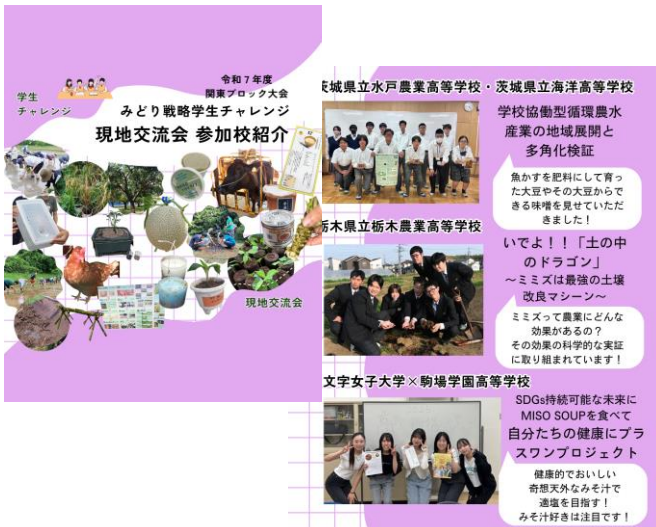 令和７年度
関東ブロック大会
学生
チャレンジ
みどり戦略学生チャレンジ
現地交流会 参加校紹介
現地交流会
茨城県立水戸農業高等学校・茨城県立海洋高等学校
学校協働型循環農水
産業の地域展開と
多角化検証
魚かすを肥料にして育っ
た大豆やその大豆からで
きる味噌を見せていただ
きました！
栃木県立栃木農業高等学校
いでよ！！「土の中
のドラゴン」
～ミミズは最強の土壌
改良マシーン～
ミミズって農業にどんな
効果があるの？
その効果の科学的な実証
に取り組まれています！
文字女子大学×駒場学園高等学校
SDGs持続可能な未来に
MISO SOUPを食べて
自分たちの健康にプラ
スワンプロジェクト
健康的でおいしい
奇想天外なみそ汁で
適塩を目指す！
みそ汁好きは注目です！